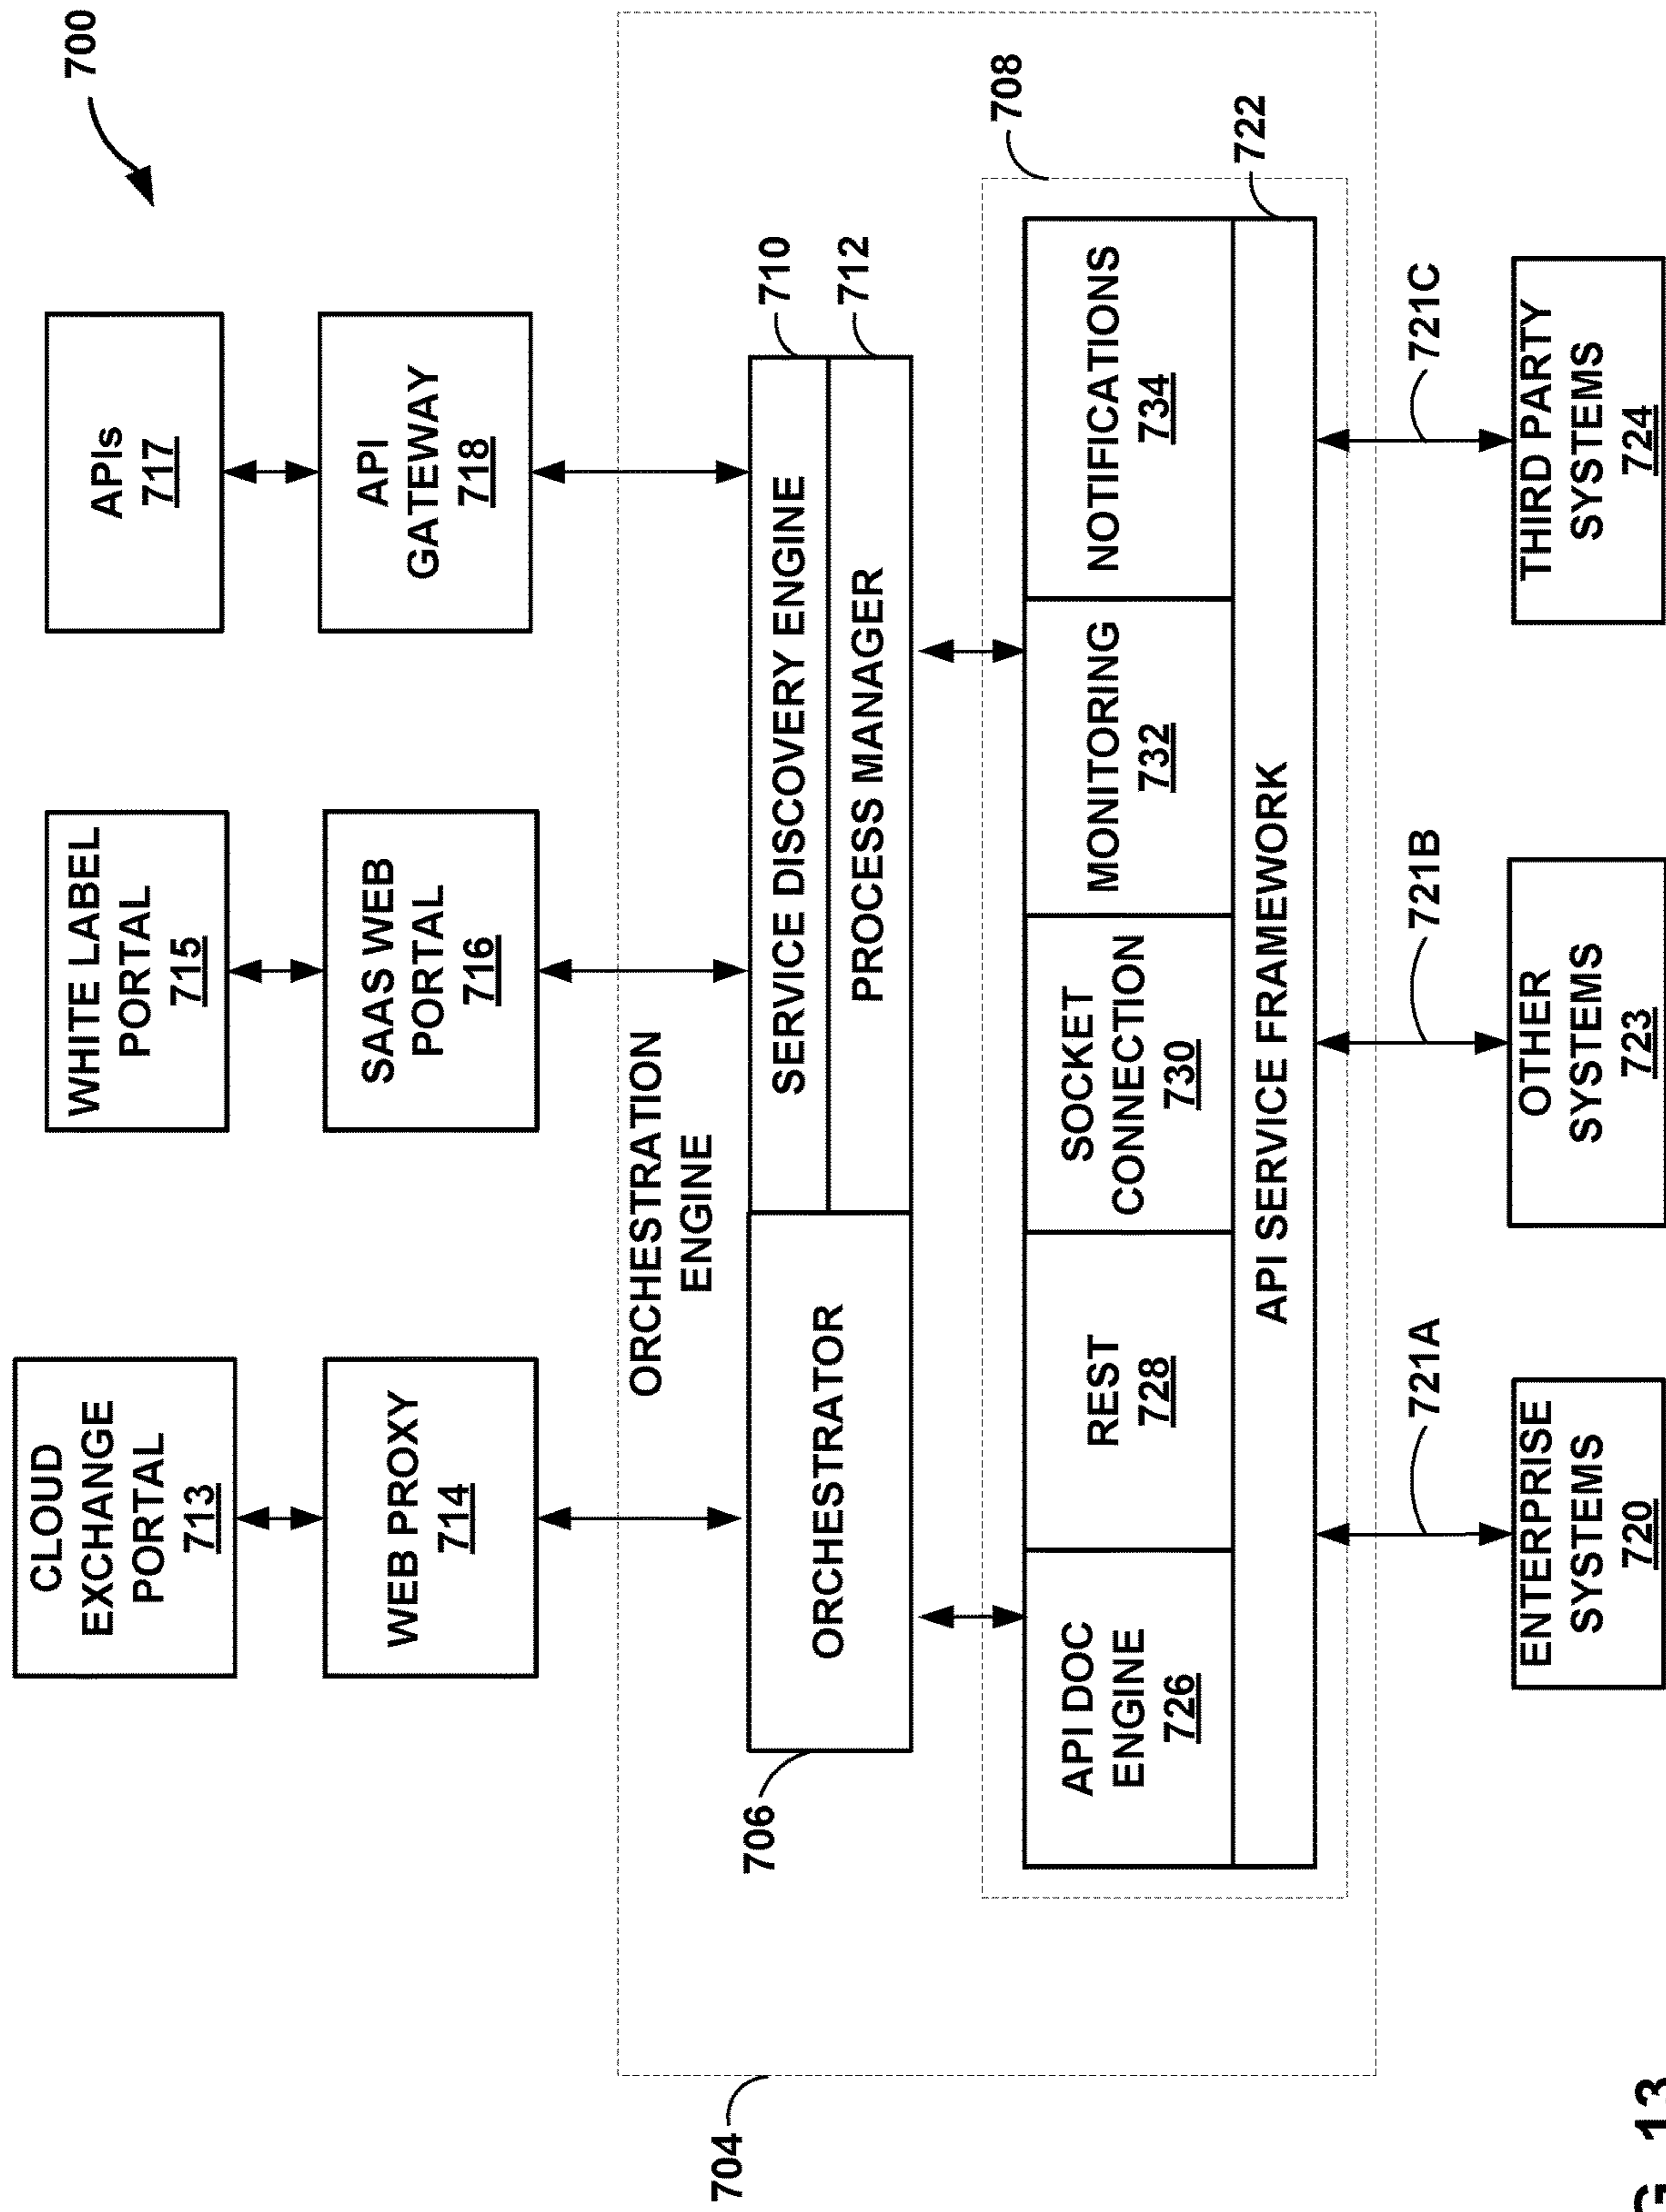 700
CLOUD
EXCHANGE
PORTAL
713
WHITE LABEL
PORTAL
715
APIs
717
WEB PROXY
714
SAAS WEB
PORTAL
716
API
GATEWAY
718
ORCHESTRATION
ENGINE
704
706
ORCHESTRATOR
SERVICE DISCOVERY ENGINE
710
PROCESS MANAGER
712
708
API DOC
ENGINE
726
REST
728
SOCKET
CONNECTION
730
MONITORING
732
NOTIFICATIONS
734
API SERVICE FRAMEWORK
722
721A
721B
721C
ENTERPRISE
SYSTEMS
720
OTHER
SYSTEMS
723
THIRD PARTY
SYSTEMS
724